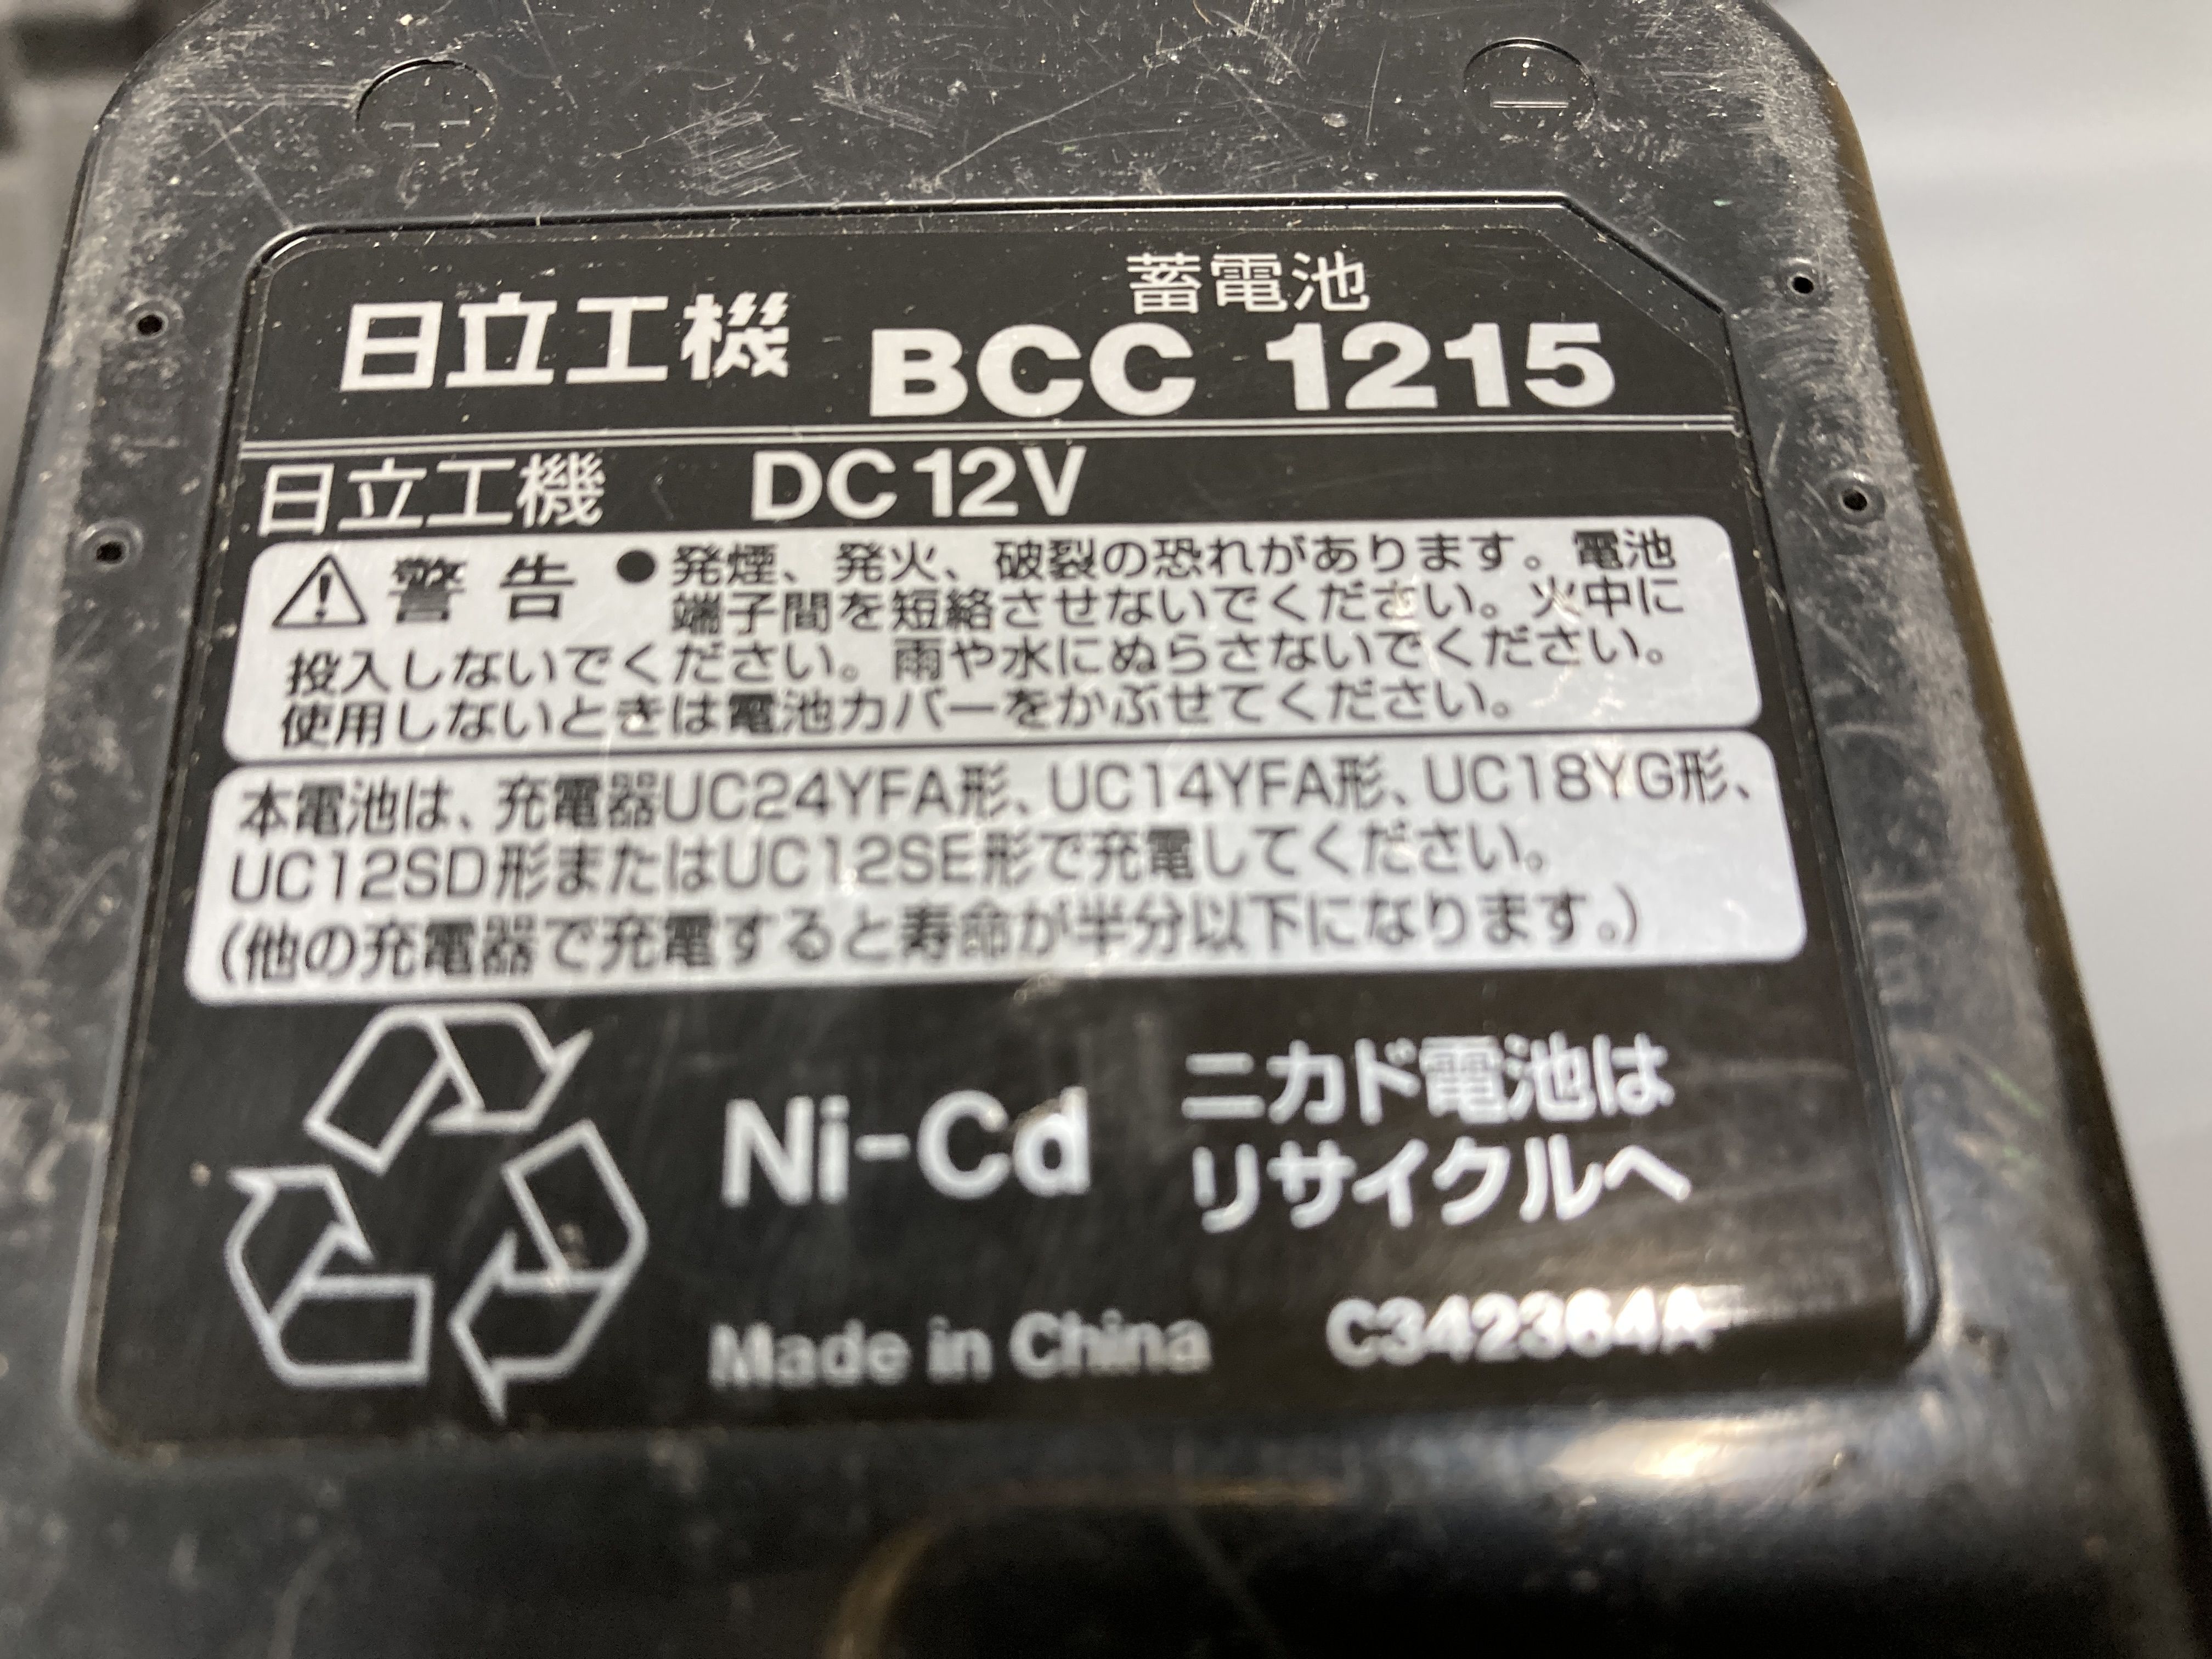 蓄電池
日立工機 BCC 1215
日立工機 DC12V
⚠警告 ●発煙、発火、破裂の恐れがあります。電池
端子間を短絡させないでください。火中に
投入しないでください。雨や水にぬらさないでください。
使用しないときは電池カバーをかぶせてください。
本電池は、充電器UC24YFA形、UC14YFA形、UC18YG形、
UC12SD形またはUC12SE形で充電してください。
(他の充電器で充電すると寿命が半分以下になります。)
Ni-Cd
ニカド電池は
リサイクルへ
Made in China C342364A